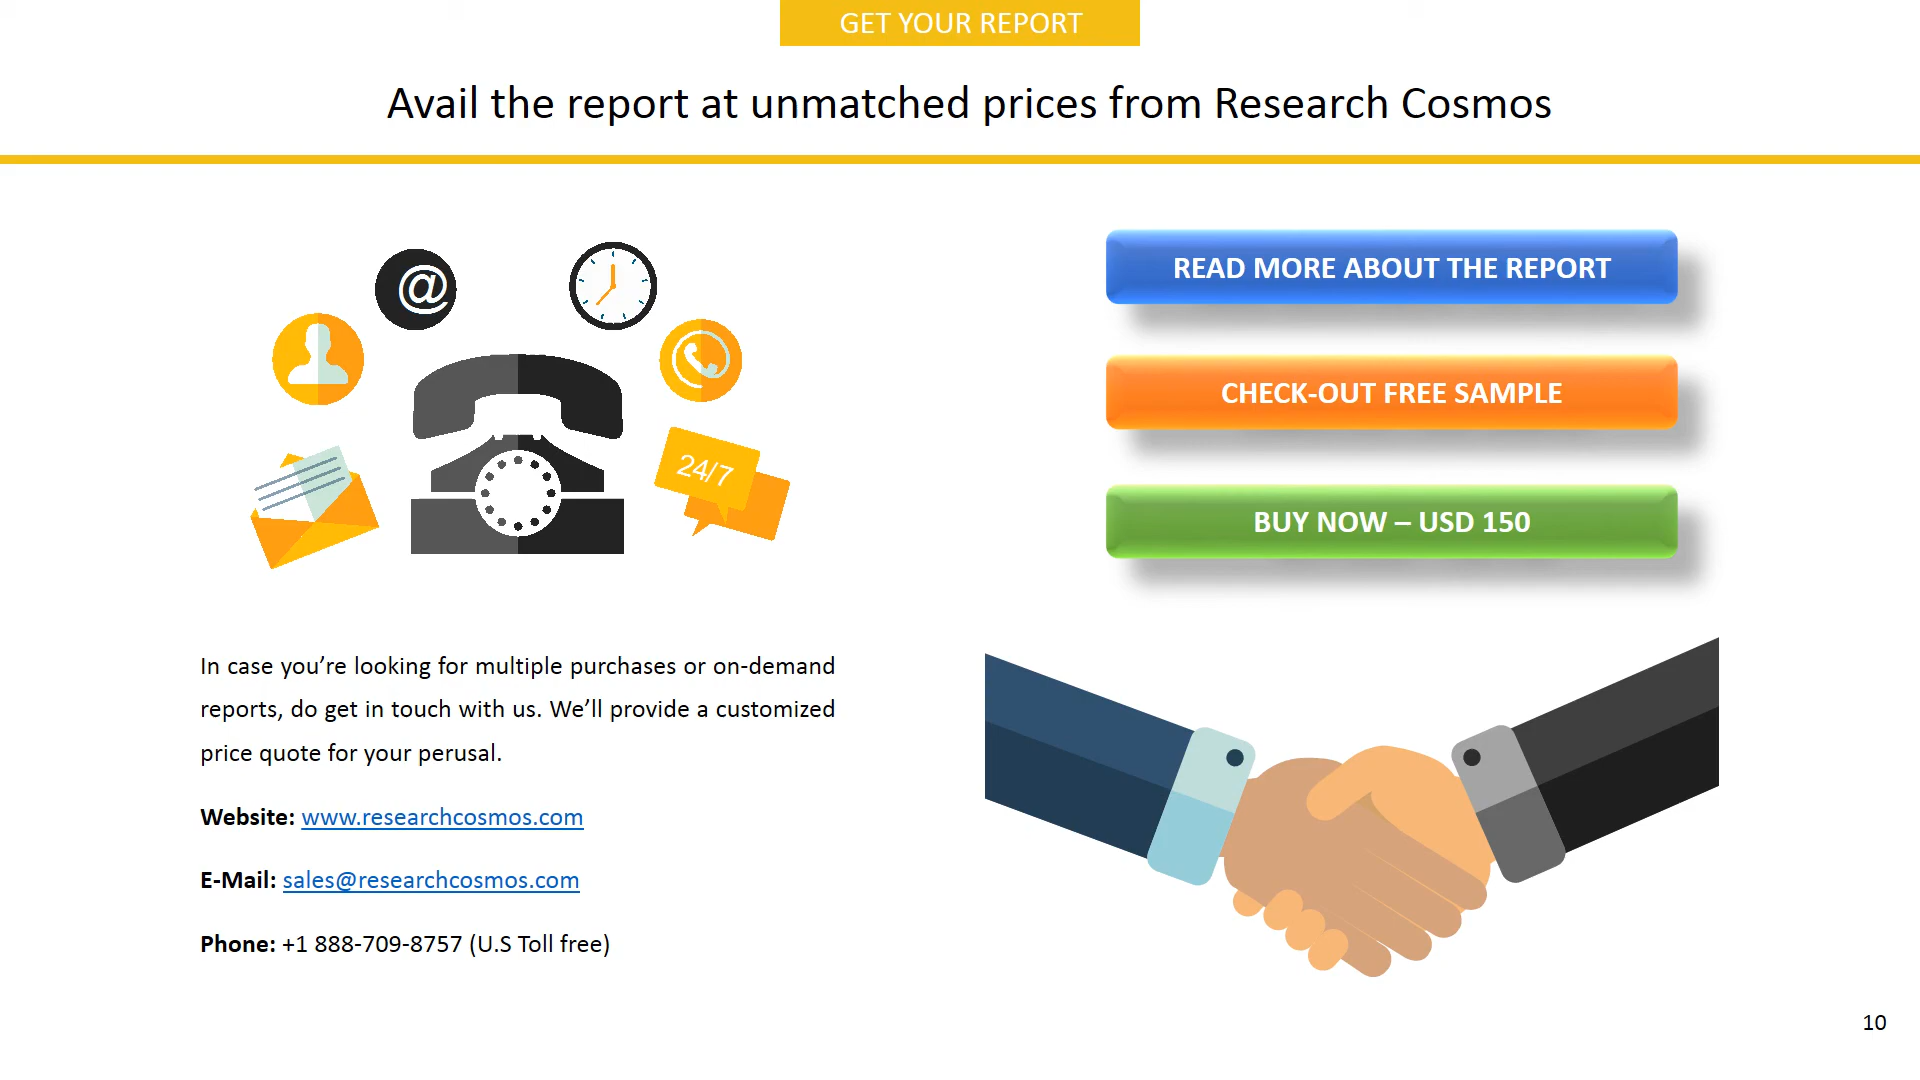 GET YOUR REPORT
Avail the report at unmatched prices from Research Cosmos
@
24/7
READ MORE ABOUT THE REPORT
CHECK-OUT FREE SAMPLE
BUY NOW – USD 150
In case you’re looking for multiple purchases or on-demand
reports, do get in touch with us. We’ll provide a customized
price quote for your perusal.
Website: www.researchcosmos.com
E-Mail: sales@researchcosmos.com
Phone: +1 888-709-8757 (U.S Toll free)
10